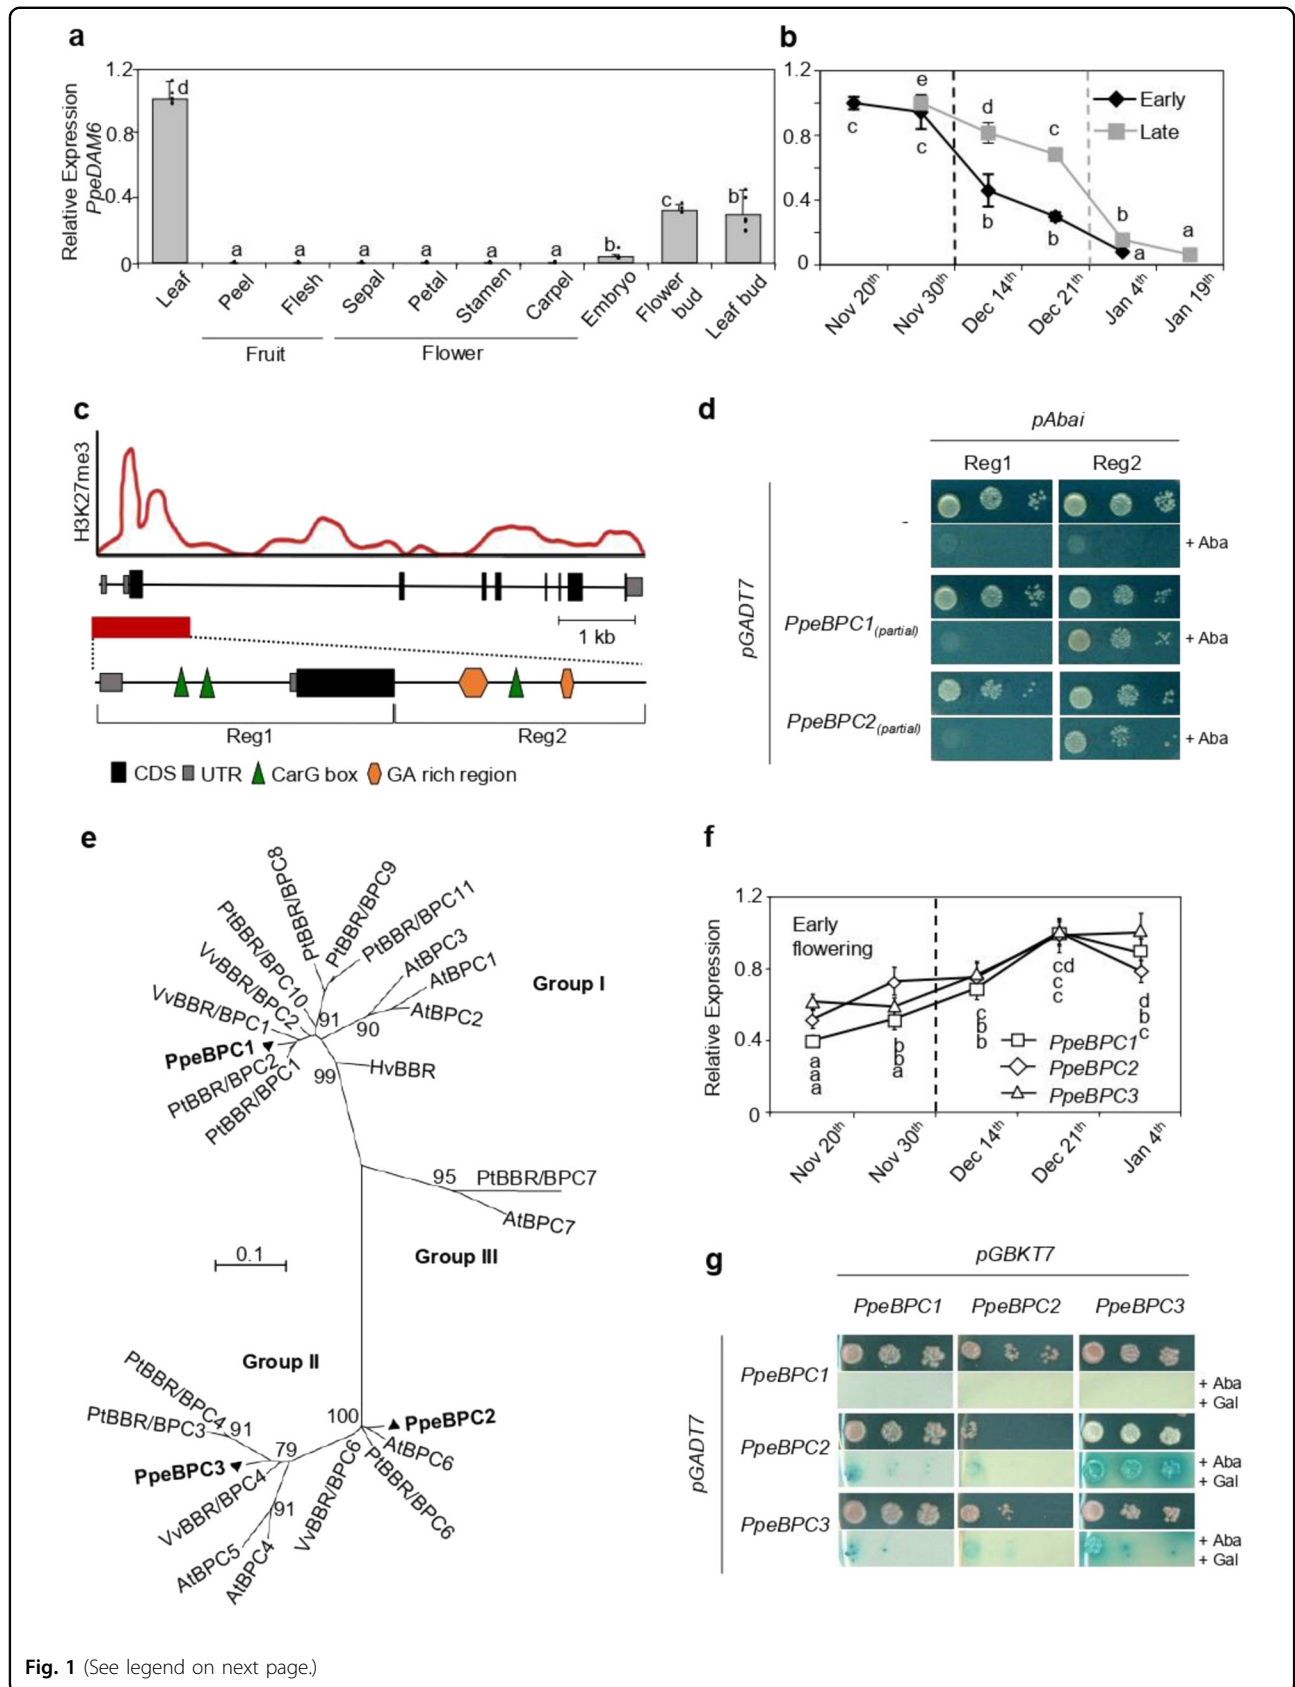 a
Relative Expression
PpeDAM6
1.2
0.8
0.4
0
d
a
a
a
a
a
a
b
c
b
Leaf
Peel
Flesh
Sepal
Petal
Stamen
Carpel
Embryo
Flower
bud
Leaf bud
Fruit
Flower
b
1.2
0.8
0.4
0
e
d
c
b
a
c
c
b
b
a
Early
Late
Nov 20th
Nov 30th
Dec 14th
Dec 21th
Jan 4th
Jan 19th
c
H3K27me3
1 kb
Reg1
Reg2
CDS
UTR
CarG box
GA rich region
d
pAbai
Reg1
Reg2
pGADT7
-
+ Aba
PpeBPC1(partial)
+ Aba
PpeBPC2(partial)
+ Aba
e
PtBBR/BPC8
PtBBR/BPC9
PtBBR/BPC11
AtBPC3
AtBPC1
AtBPC2
PtBBR/BPC10
VvBBR/BPC2
VvBBR/BPC1
PpeBPC1
PtBBR/BPC2
PtBBR/BPC1
HvBBR
91
90
99
Group I
95
PtBBR/BPC7
AtBPC7
Group III
0.1
Group II
PtBBR/BPC4
PtBBR/BPC3
91
79
100
PpeBPC2
AtBPC6
PtBBR/BPC6
VvBBR/BPC6
PpeBPC3
VvBBR/BPC4
91
AtBPC5
AtBPC4
f
Relative Expression
1.2
0.8
0.4
0
Early
flowering
a
a
a
b
b
a
c
b
b
cd
c
c
d
b
c
PpeBPC1
PpeBPC2
PpeBPC3
Nov 20th
Nov 30th
Dec 14th
Dec 21th
Jan 4th
g
pGBKT7
PpeBPC1
PpeBPC2
PpeBPC3
pGADT7
PpeBPC1
+ Aba
+ Gal
PpeBPC2
+ Aba
+ Gal
PpeBPC3
+ Aba
+ Gal
Fig. 1 (See legend on next page.)